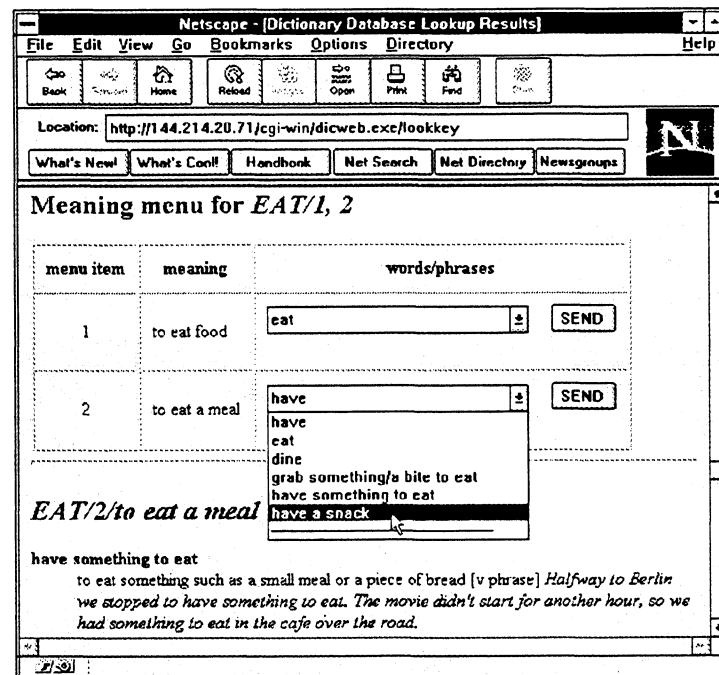 Netscape - [Dictionary Database Lookup Results]
File Edit View Go Bookmarks Options Directory Help
Back Forward Home Reload Images Open Print Find Stop
Location: http://144.214.20.71/cgi-win/dicweb.exe/lookkey
N
What's New! What's Cool! Handbook Net Search Net Directory Newsgroups
Meaning menu for EAT/1, 2
menu item meaning words/phrases
1 to eat food eat SEND
2 to eat a meal have SEND
have
eat
dine
grab something/a bite to eat
have something to eat
have a snack
EAT/2/to eat a meal
have something to eat
to eat something such as a small meal or a piece of bread [v phrase] Halfway to Berlin
we stopped to have something to eat. The movie didn't start for another hour, so we
had something to eat in the cafe over the road.